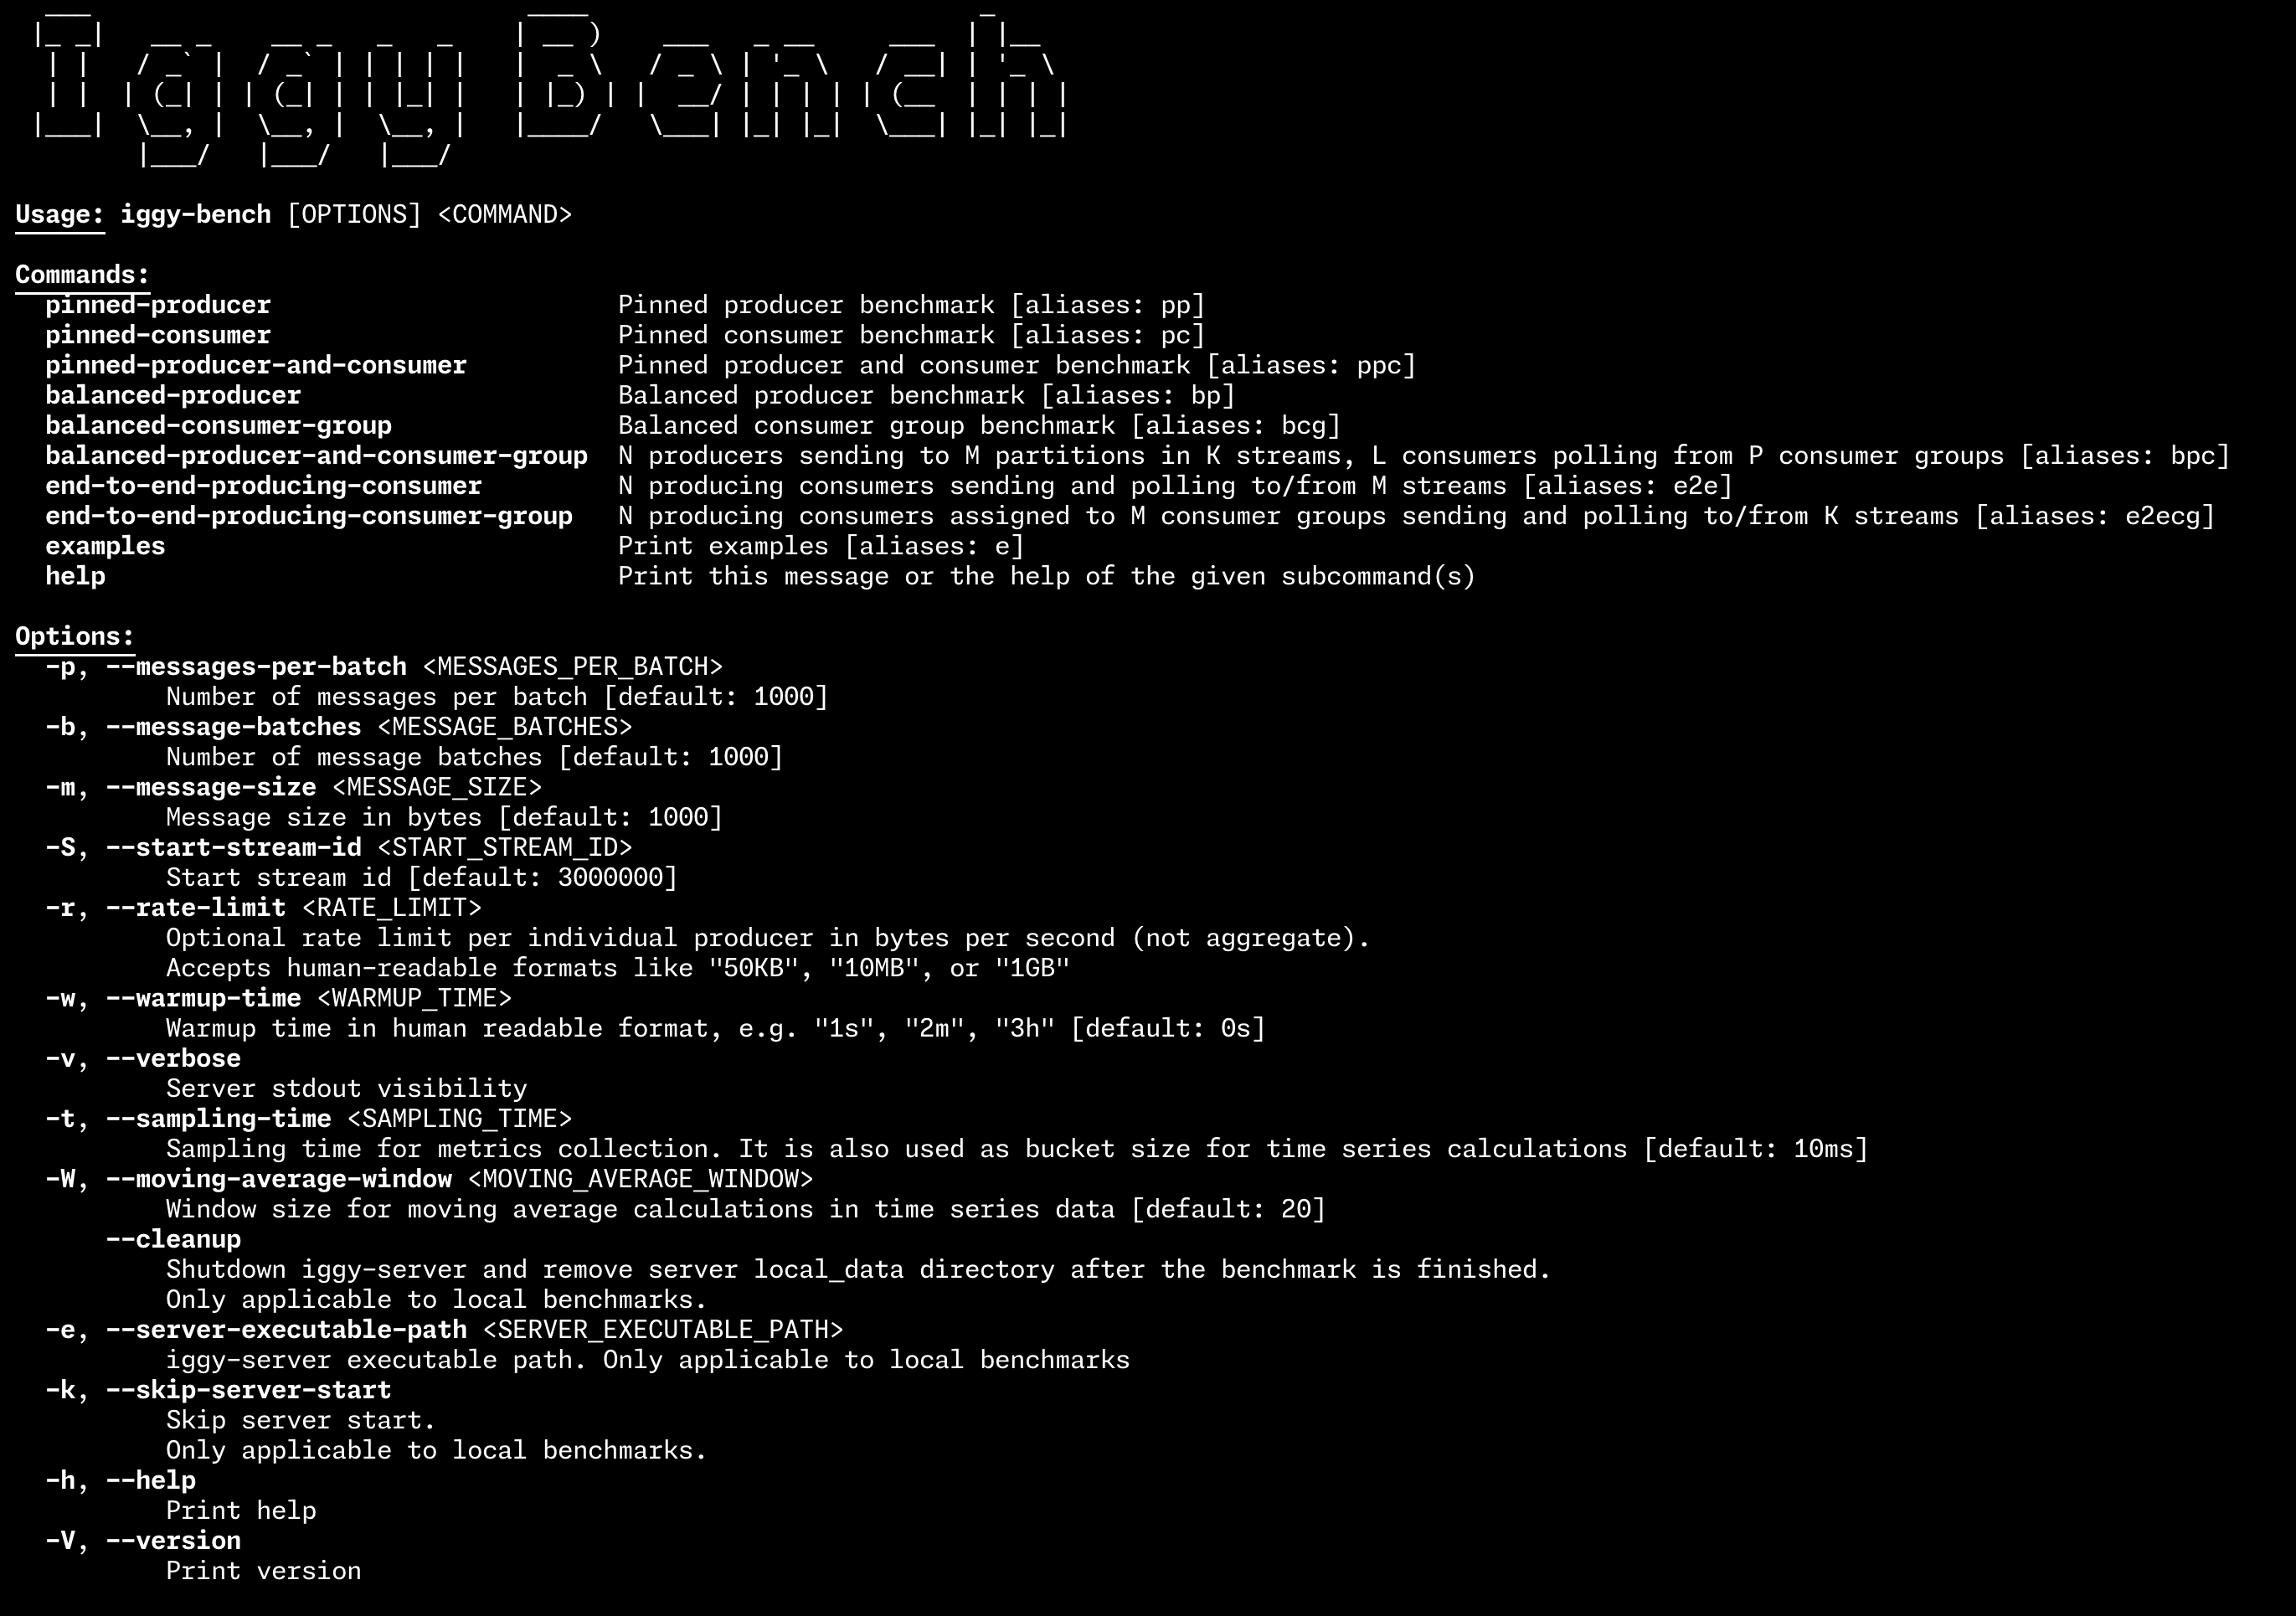 Iggy Bench
Usage: iggy-bench [OPTIONS] <COMMAND>
Commands:
pinned-producer Pinned producer benchmark [aliases: pp]
pinned-consumer Pinned consumer benchmark [aliases: pc]
pinned-producer-and-consumer Pinned producer and consumer benchmark [aliases: ppc]
balanced-producer Balanced producer benchmark [aliases: bp]
balanced-consumer-group Balanced consumer group benchmark [aliases: bcg]
balanced-producer-and-consumer-group N producers sending to M partitions in K streams, L consumers polling from P consumer groups [aliases: bpc]
end-to-end-producing-consumer N producing consumers sending and polling to/from M streams [aliases: e2e]
end-to-end-producing-consumer-group N producing consumers assigned to M consumer groups sending and polling to/from K streams [aliases: e2ecg]
examples Print examples [aliases: e]
help Print this message or the help of the given subcommand(s)
Options:
-p, --messages-per-batch <MESSAGES_PER_BATCH>
Number of messages per batch [default: 1000]
-b, --message-batches <MESSAGE_BATCHES>
Number of message batches [default: 1000]
-m, --message-size <MESSAGE_SIZE>
Message size in bytes [default: 1000]
-S, --start-stream-id <START_STREAM_ID>
Start stream id [default: 3000000]
-r, --rate-limit <RATE_LIMIT>
Optional rate limit per individual producer in bytes per second (not aggregate).
Accepts human-readable formats like "50KB", "10MB", or "1GB"
-w, --warmup-time <WARMUP_TIME>
Warmup time in human readable format, e.g. "1s", "2m", "3h" [default: 0s]
-v, --verbose
Server stdout visibility
-t, --sampling-time <SAMPLING_TIME>
Sampling time for metrics collection. It is also used as bucket size for time series calculations [default: 10ms]
-W, --moving-average-window <MOVING_AVERAGE_WINDOW>
Window size for moving average calculations in time series data [default: 20]
--cleanup
Shutdown iggy-server and remove server local_data directory after the benchmark is finished.
Only applicable to local benchmarks.
-e, --server-executable-path <SERVER_EXECUTABLE_PATH>
iggy-server executable path. Only applicable to local benchmarks
-k, --skip-server-start
Skip server start.
Only applicable to local benchmarks.
-h, --help
Print help
-V, --version
Print version